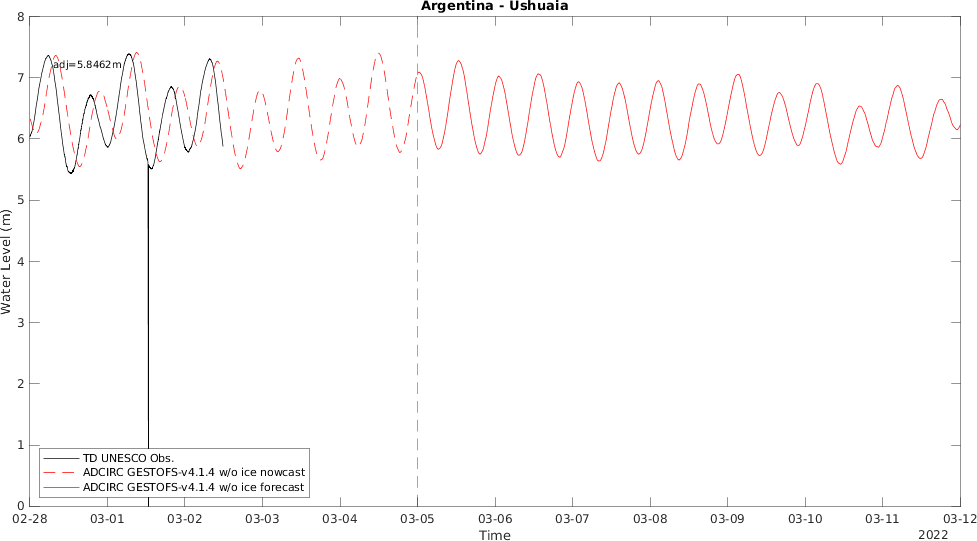 Argentina - Ushuaia
8
7
6
5
4
3
2
1
0
Water Level (m)
adj=5.8462m
TD UNESCO Obs.
ADCIRC GESTOFS-v4.1.4 w/o ice nowcast
ADCIRC GESTOFS-v4.1.4 w/o ice forecast
02-28 03-01 03-02 03-03 03-04 03-05 03-06 03-07 03-08 03-09 03-10 03-11 03-12
Time
2022